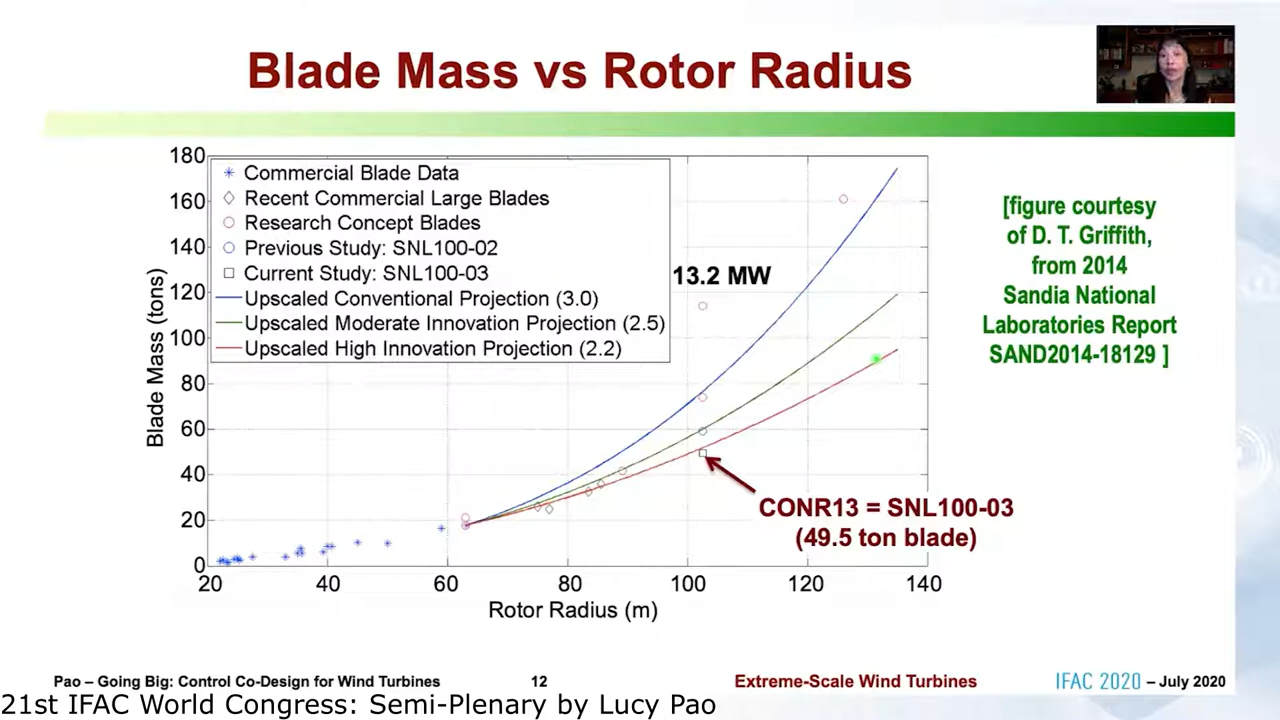 Blade Mass vs Rotor Radius
180
160
140
120
100
80
60
40
20
0
Blade Mass (tons)
Commercial Blade Data
Recent Commercial Large Blades
Research Concept Blades
Previous Study: SNL100-02
Current Study: SNL100-03
Upscaled Conventional Projection (3.0)
Upscaled Moderate Innovation Projection (2.5)
Upscaled High Innovation Projection (2.2)
13.2 MW
CONR13 = SNL100-03
(49.5 ton blade)
20 40 60 80 100 120 140
Rotor Radius (m)
[figure courtesy
of D. T. Griffith,
from 2014
Sandia National
Laboratories Report
SAND2014-18129 ]
Pao – Going Big: Control Co-Design for Wind Turbines 12 Extreme-Scale Wind Turbines IFAC 2020 – July 2020
21st IFAC World Congress: Semi-Plenary by Lucy Pao